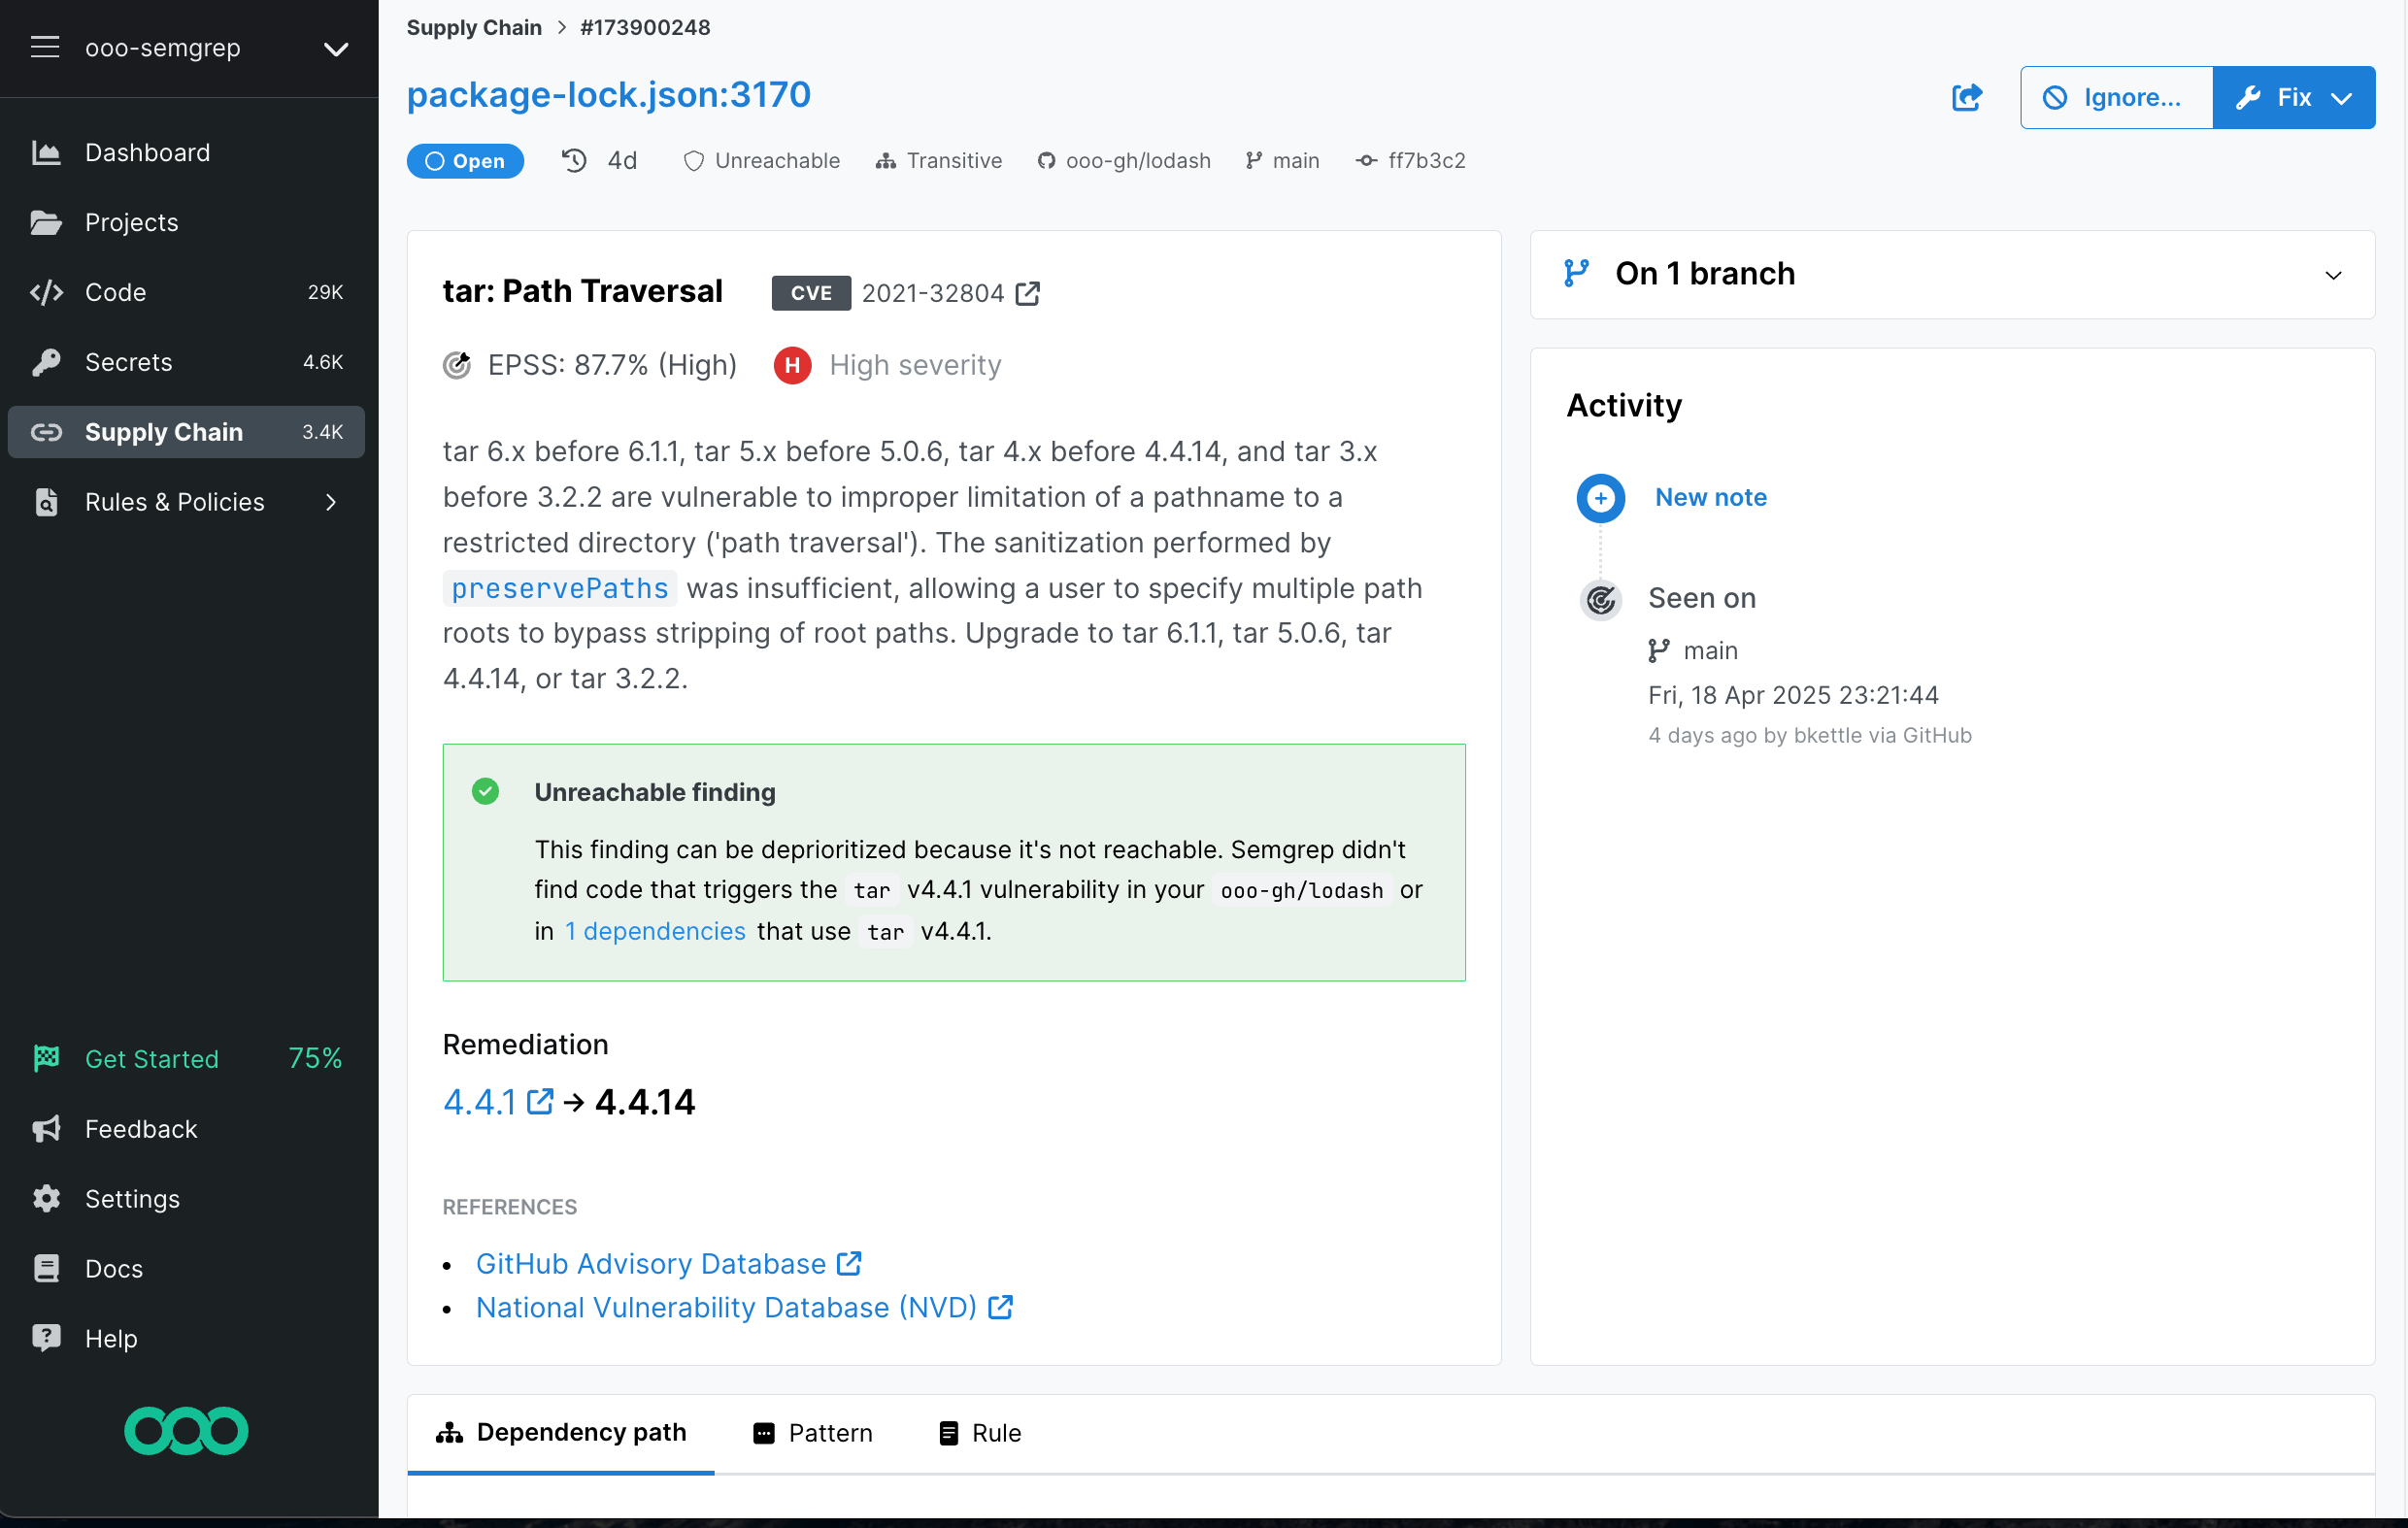 ooo-semgrep
Dashboard
Projects
Code 29K
Secrets 4.6K
Supply Chain 3.4K
Rules & Policies
Get Started 75%
Feedback
Settings
Docs
Help
Supply Chain > #173900248
package-lock.json:3170
Ignore...
Fix
Open
4d
Unreachable
Transitive
ooo-gh/lodash
main
ff7b3c2
tar: Path Traversal CVE 2021-32804
EPSS: 87.7% (High) H High severity
tar 6.x before 6.1.1, tar 5.x before 5.0.6, tar 4.x before 4.4.14, and tar 3.x
before 3.2.2 are vulnerable to improper limitation of a pathname to a
restricted directory ('path traversal'). The sanitization performed by
preservePaths was insufficient, allowing a user to specify multiple path
roots to bypass stripping of root paths. Upgrade to tar 6.1.1, tar 5.0.6, tar
4.4.14, or tar 3.2.2.
Unreachable finding
This finding can be deprioritized because it's not reachable. Semgrep didn't
find code that triggers the tar v4.4.1 vulnerability in your ooo-gh/lodash or
in 1 dependencies that use tar v4.4.1.
Remediation
4.4.1 → 4.4.14
REFERENCES
• GitHub Advisory Database
• National Vulnerability Database (NVD)
On 1 branch
Activity
New note
Seen on
main
Fri, 18 Apr 2025 23:21:44
4 days ago by bkettle via GitHub
Dependency path
Pattern
Rule